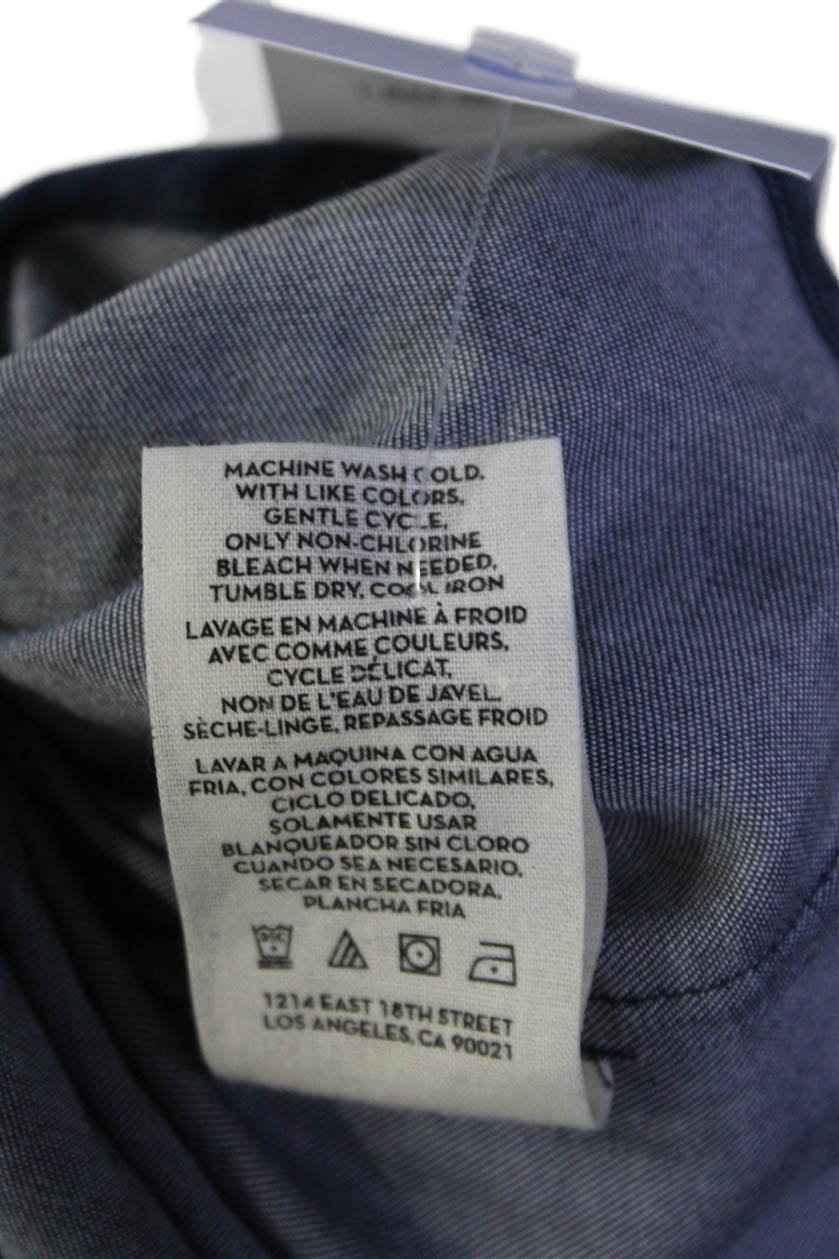 MACHINE WASH COLD.
WITH LIKE COLORS,
GENTLE CYCLE,
ONLY NON-CHLORINE
BLEACH WHEN NEEDED.
TUMBLE DRY, COOL IRON
LAVAGE EN MACHINE À FROID
AVEC COMME COULEURS,
CYCLE DÉLICAT,
NON DE L'EAU DE JAVEL.
SÈCHE-LINGE, REPASSAGE FROID
LAVAR A MAQUINA CON AGUA
FRIA, CON COLORES SIMILARES,
CICLO DELICADO,
SOLAMENTE USAR
BLANQUEADOR SIN CLORO
CUANDO SEA NECESARIO.
SECAR EN SECADORA,
PLANCHA FRIA
30C
1214 EAST 18TH STREET
LOS ANGELES, CA 90021